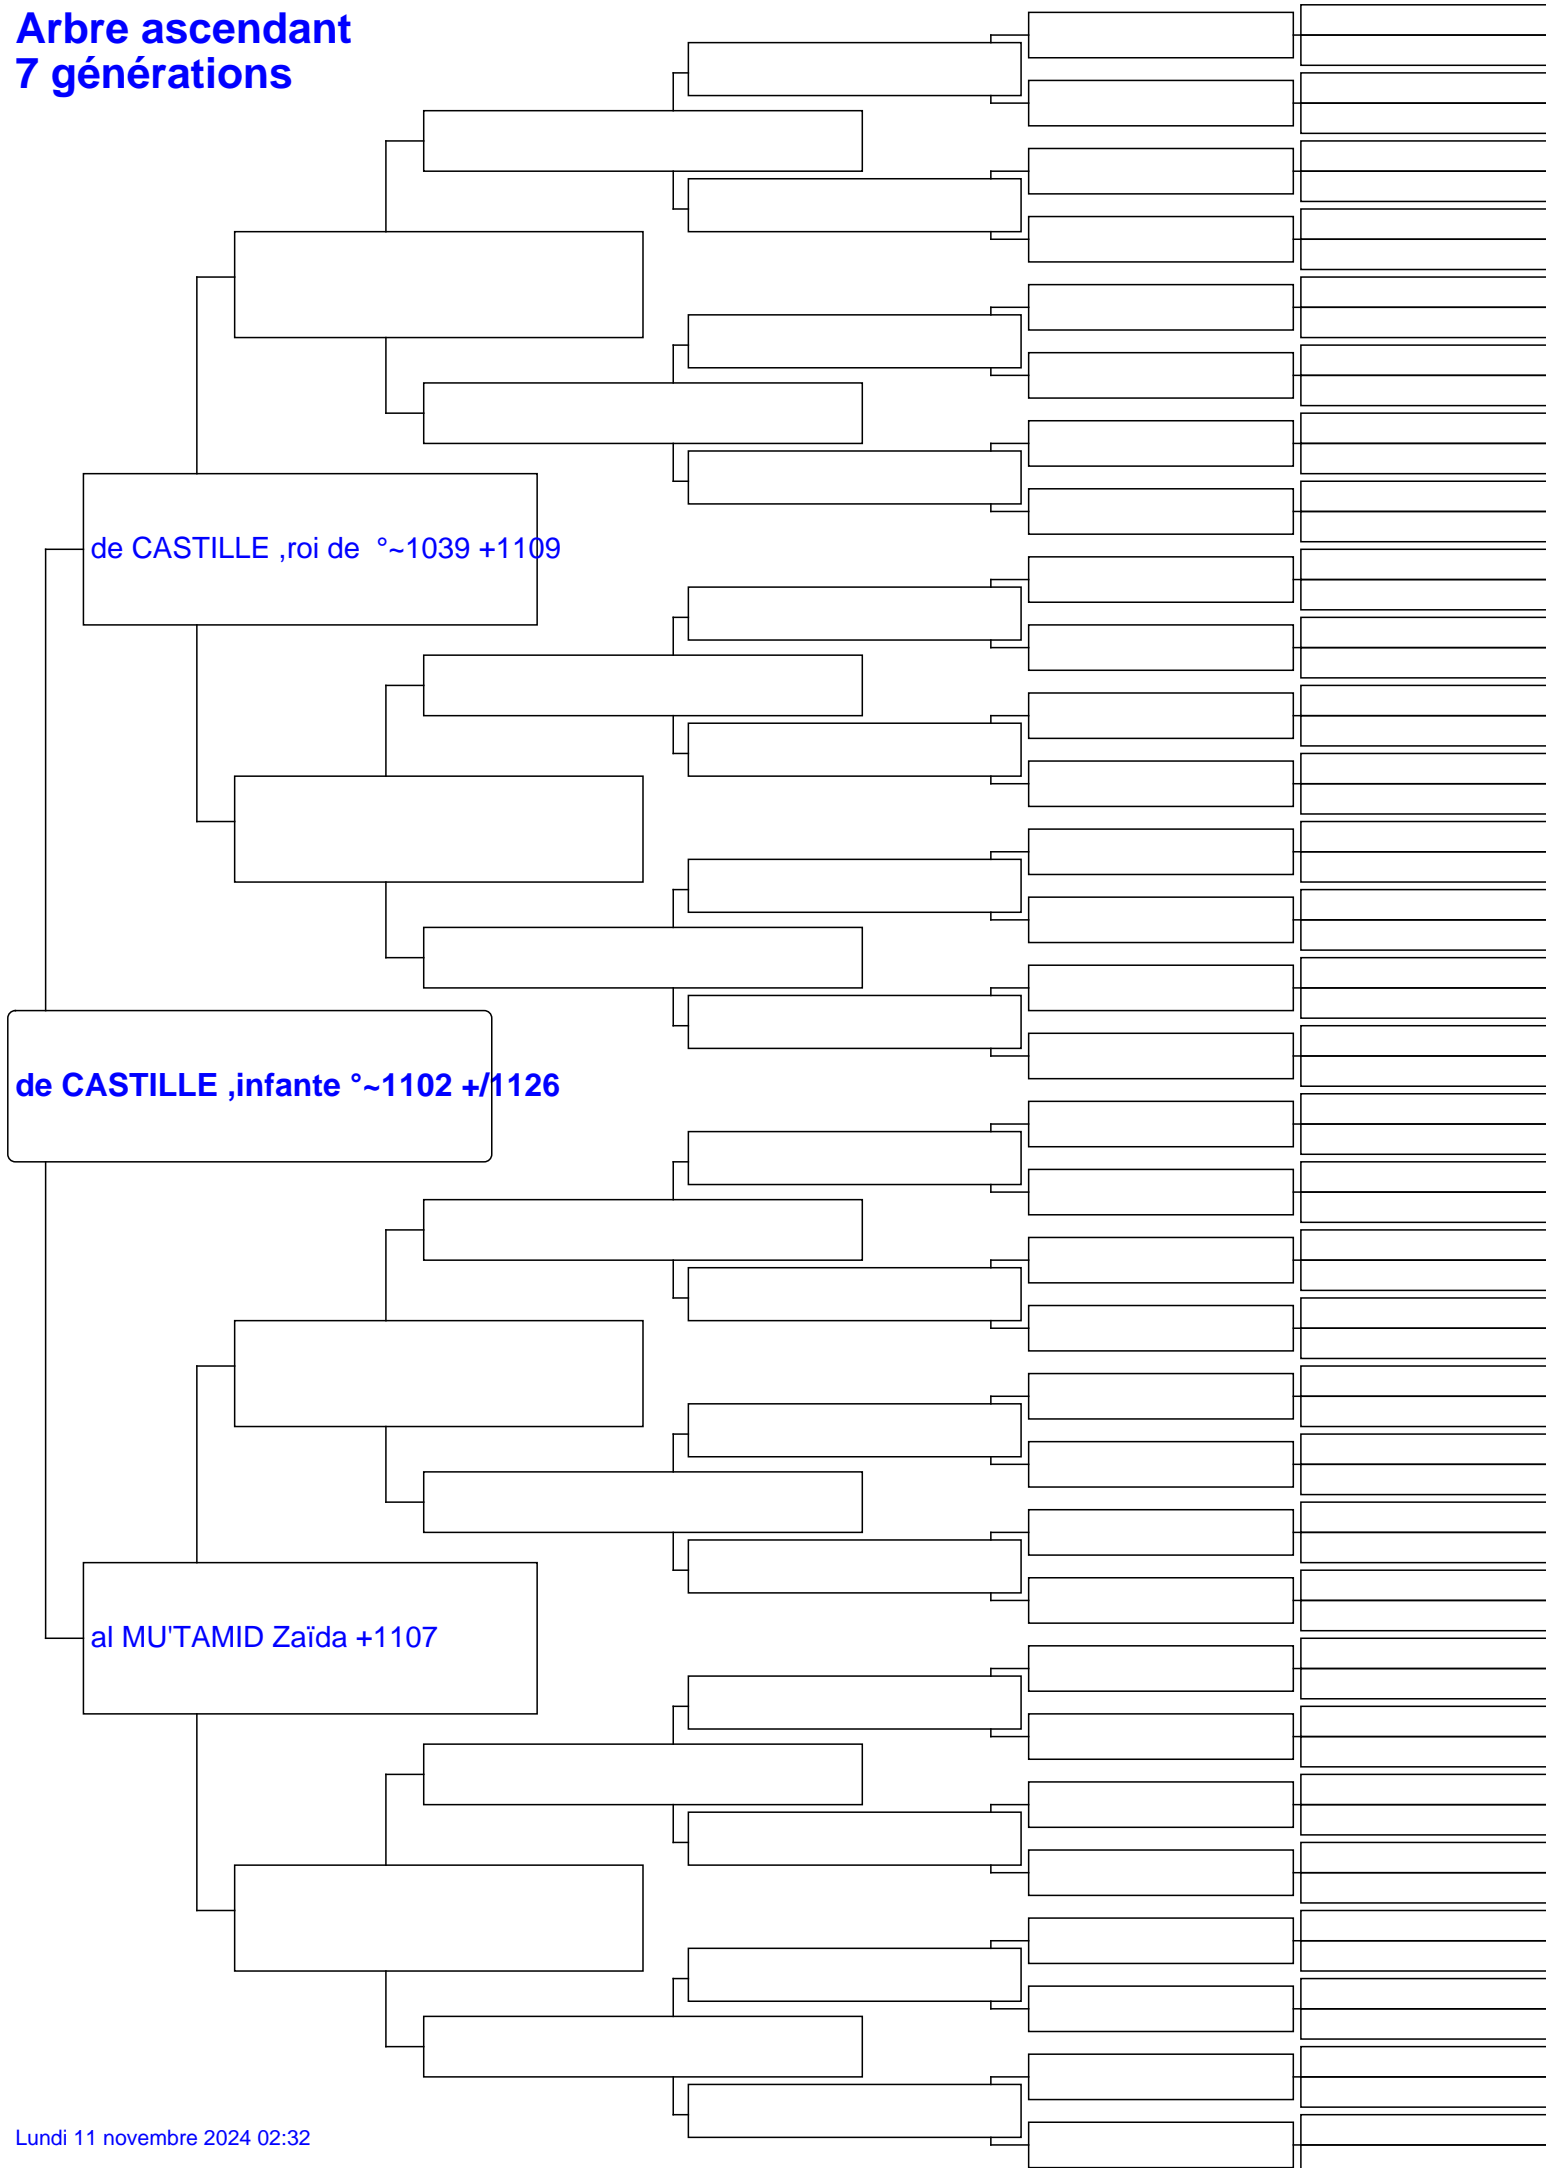 Arbre ascendant
7 générations
de CASTILLE ,roi de  °~1039 +1109
de CASTILLE ,infante °~1102 +/1126
al MU'TAMID Zaïda +1107
Lundi 11 novembre 2024 02:32